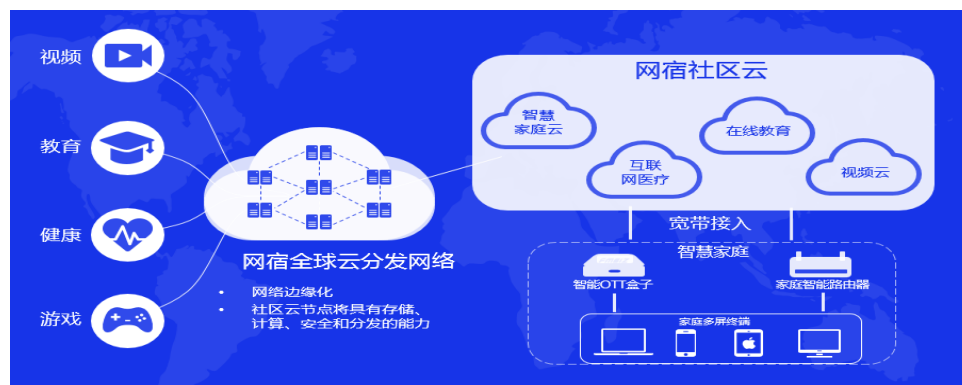 视频
教育
健康
游戏
网宿全球云分发网络
• 网络边缘化
• 社区云节点将具有存储、
计算、安全和分发的能力
网宿社区云
智慧
家庭云
互联
网医疗
在线教育
视频云
宽带接入
智慧家庭
智能OTT盒子
家庭智能路由器
家庭多屏终端